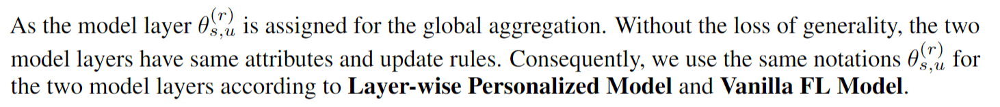 As the model layer θ_{s,u}^{(r)} is assigned for the global aggregation. Without the loss of generality, the two
model layers have same attributes and update rules. Consequently, we use the same notations θ_{s,u}^{(r)} for
the two model layers according to Layer-wise Personalized Model and Vanilla FL Model.